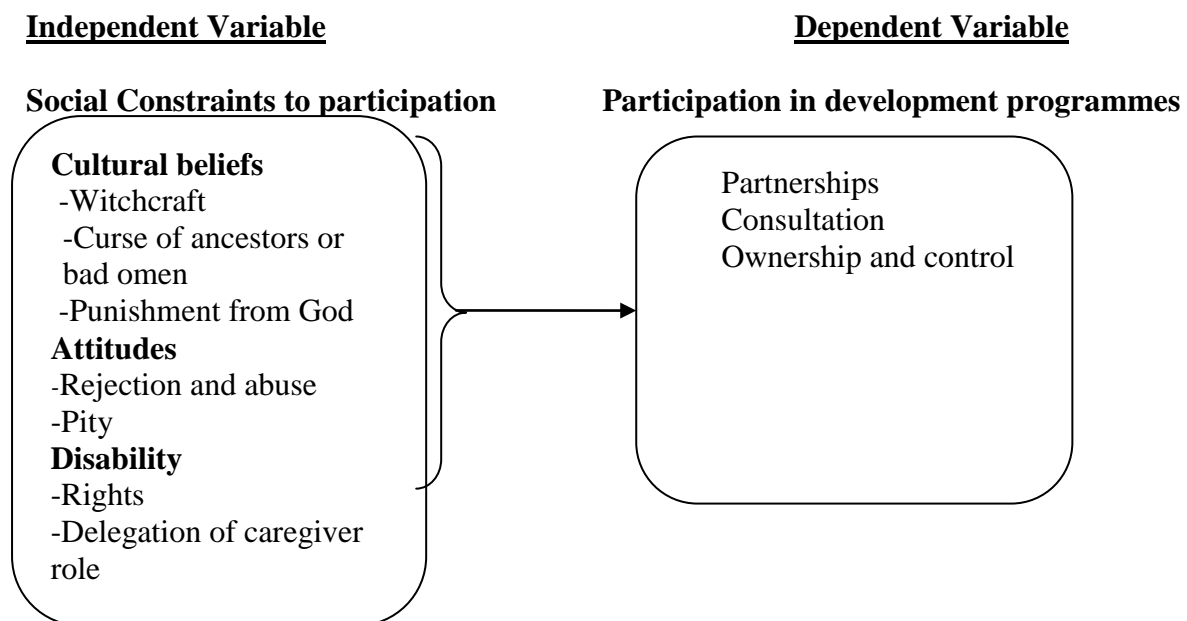 Independent Variable
Dependent Variable
Social Constraints to participation
Participation in development programmes
Cultural beliefs
-Witchcraft
-Curse of ancestors or
bad omen
-Punishment from God
Attitudes
-Rejection and abuse
-Pity
Disability
-Rights
-Delegation of caregiver
role
Partnerships
Consultation
Ownership and control